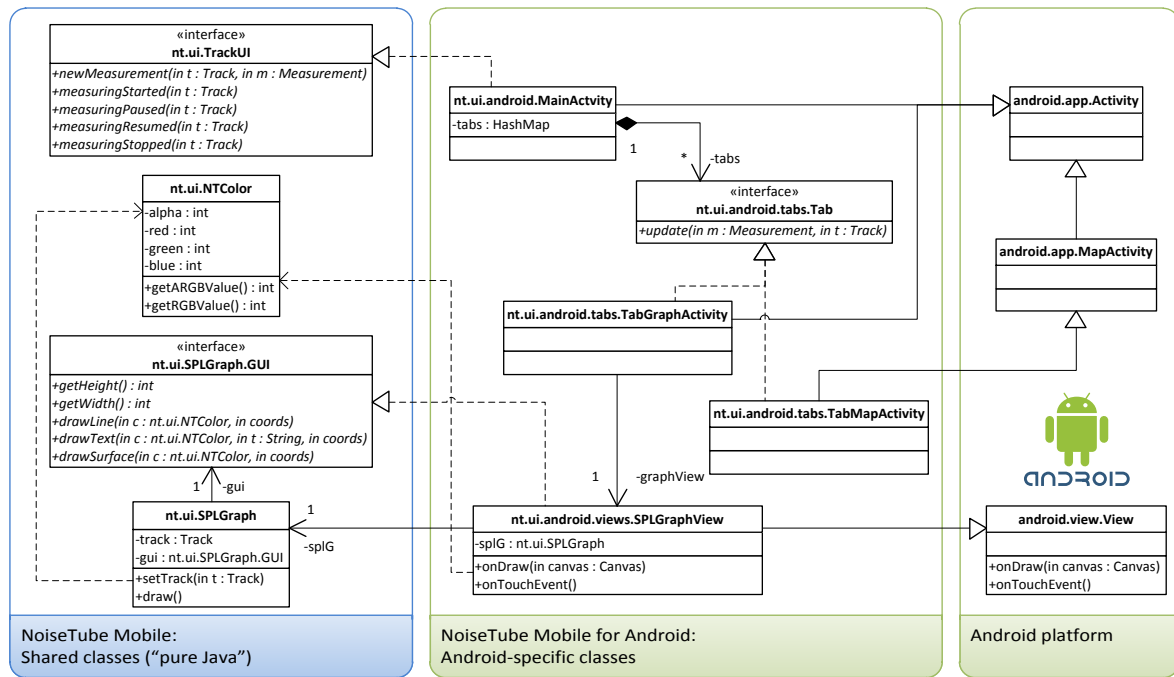 «interface»
nt.ui.TrackUI
+newMeasurement(in t : Track, in m : Measurement)
+measuringStarted(in t : Track)
+measuringPaused(in t : Track)
+measuringResumed(in t : Track)
+measuringStopped(in t : Track)
nt.ui.NTColor
-alpha : int
-red : int
-green : int
-blue : int
+getARGBValue() : int
+getRGBValue() : int
«interface»
nt.ui.SPLGraph.GUI
+getHeight() : int
+getWidth() : int
+drawLine(in c : nt.ui.NTColor, in coords)
+drawText(in c : nt.ui.NTColor, in t : String, in coords)
+drawSurface(in c : nt.ui.NTColor, in coords)
1
-gui
nt.ui.SPLGraph
-track : Track
-gui : nt.ui.SPLGraph.GUI
+setTrack(in t : Track)
+draw()
1
-splG
NoiseTube Mobile:
Shared classes (“pure Java”)
nt.ui.android.MainActvity
-tabs : HashMap
1
*
-tabs
«interface»
nt.ui.android.tabs.Tab
+update(in m : Measurement, in t : Track)
nt.ui.android.tabs.TabGraphActivity
nt.ui.android.tabs.TabMapActivity
1
-graphView
nt.ui.android.views.SPLGraphView
-splG : nt.ui.SPLGraph
+onDraw(in canvas : Canvas)
+onTouchEvent()
NoiseTube Mobile for Android:
Android-specific classes
android.app.Activity
android.app.MapActivity
ANDROID
android.view.View
+onDraw(in canvas : Canvas)
+onTouchEvent()
Android platform